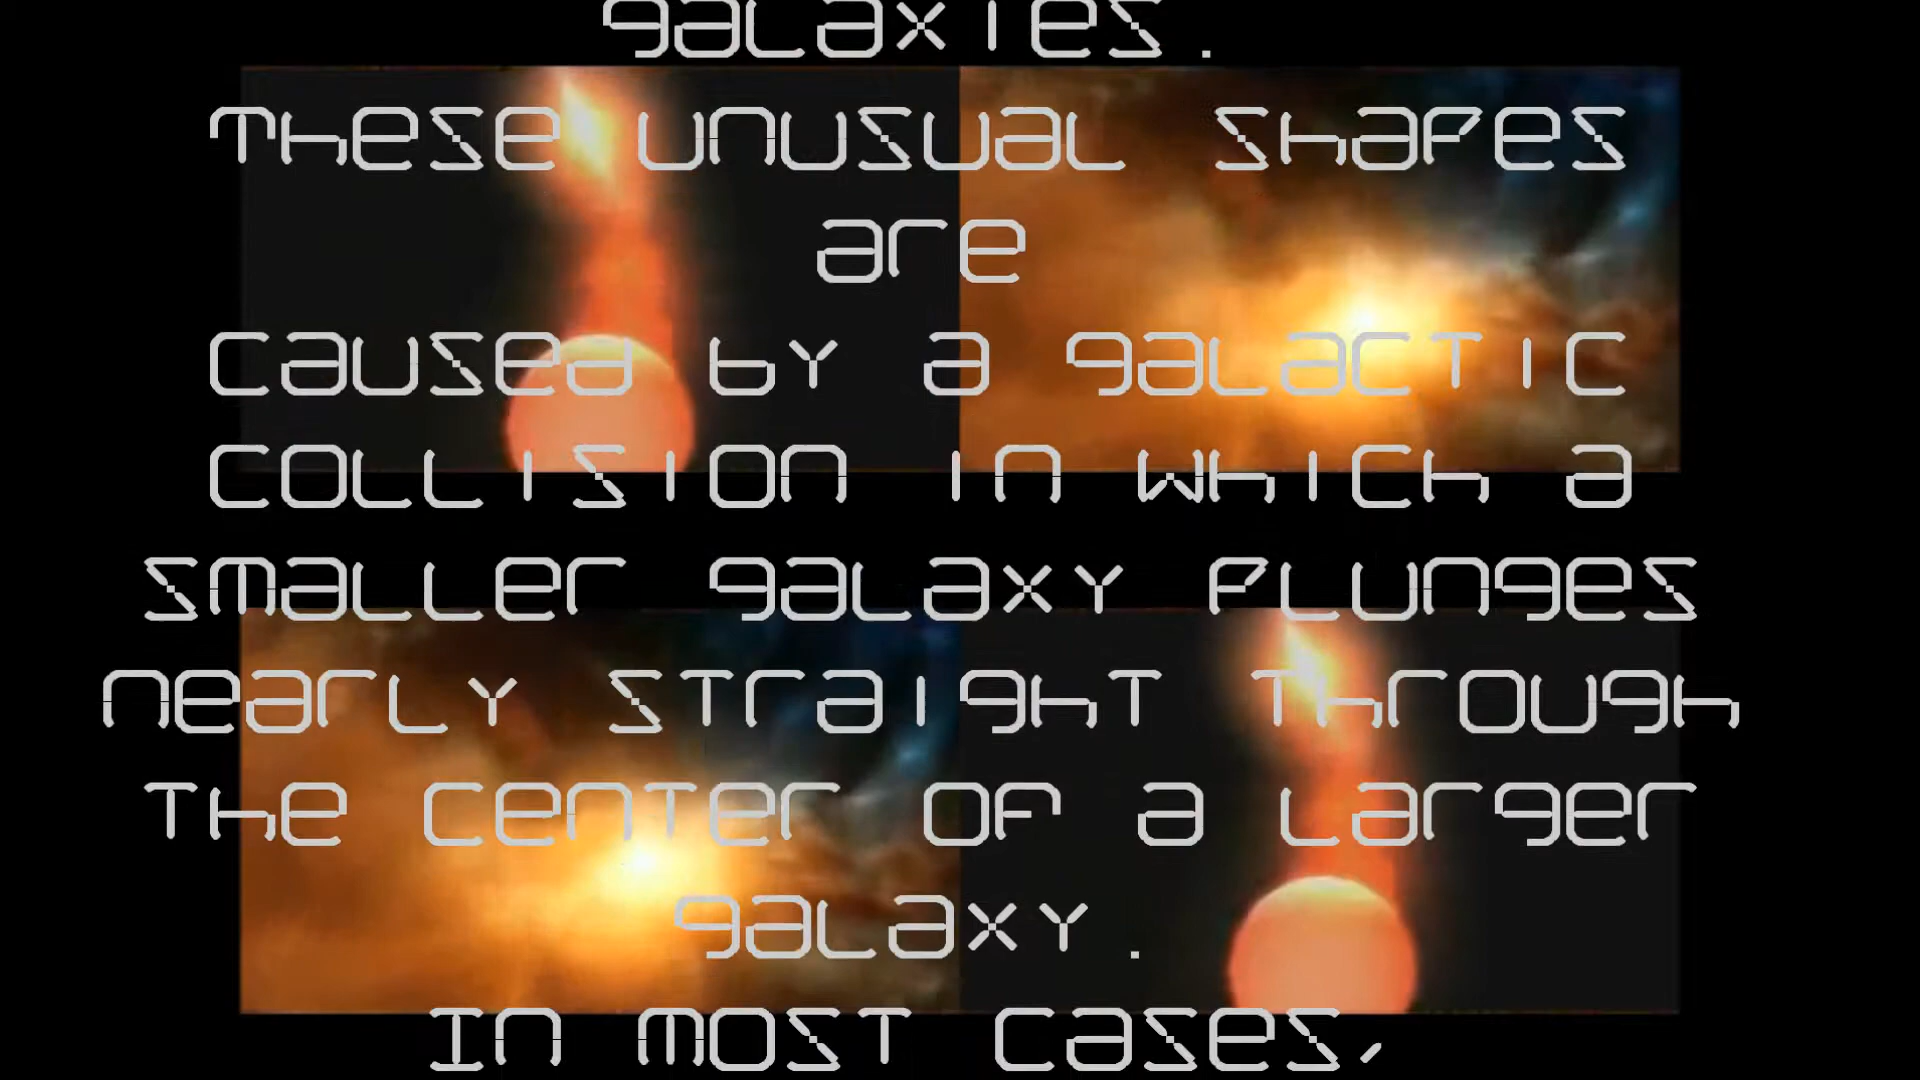 galaxies.
These unusual shapes
are
caused by a galactic
collision in which a
smaller galaxy plunges
nearly straight through
the center of a larger
galaxy.
In most cases,